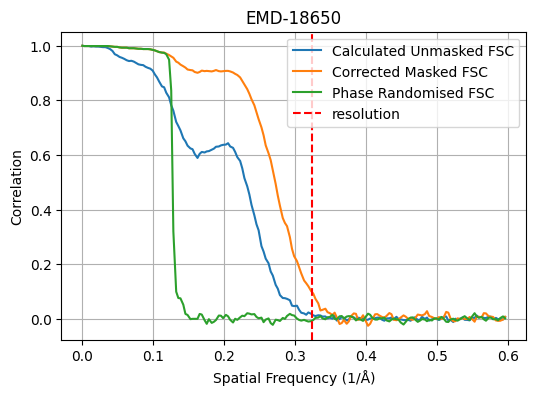 EMD-18650
Calculated Unmasked FSC
Corrected Masked FSC
Phase Randomised FSC
resolution
Correlation
1.0
0.8
0.6
0.4
0.2
0.0
0.0 0.1 0.2 0.3 0.4 0.5 0.6
Spatial Frequency (1/Å)